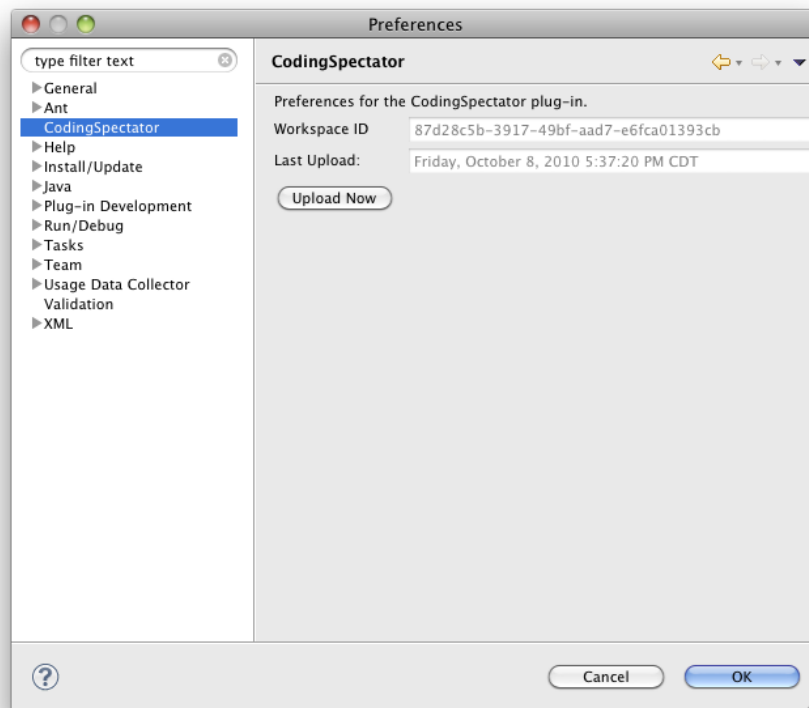 Preferences
type filter text
General
Ant
CodingSpectator
Help
Install/Update
Java
Plug-in Development
Run/Debug
Tasks
Team
Usage Data Collector
Validation
XML
CodingSpectator
Preferences for the CodingSpectator plug-in.
Workspace ID 87d28c5b-3917-49bf-aad7-e6fca01393cb
Last Upload: Friday, October 8, 2010 5:37:20 PM CDT
Upload Now
? Cancel OK